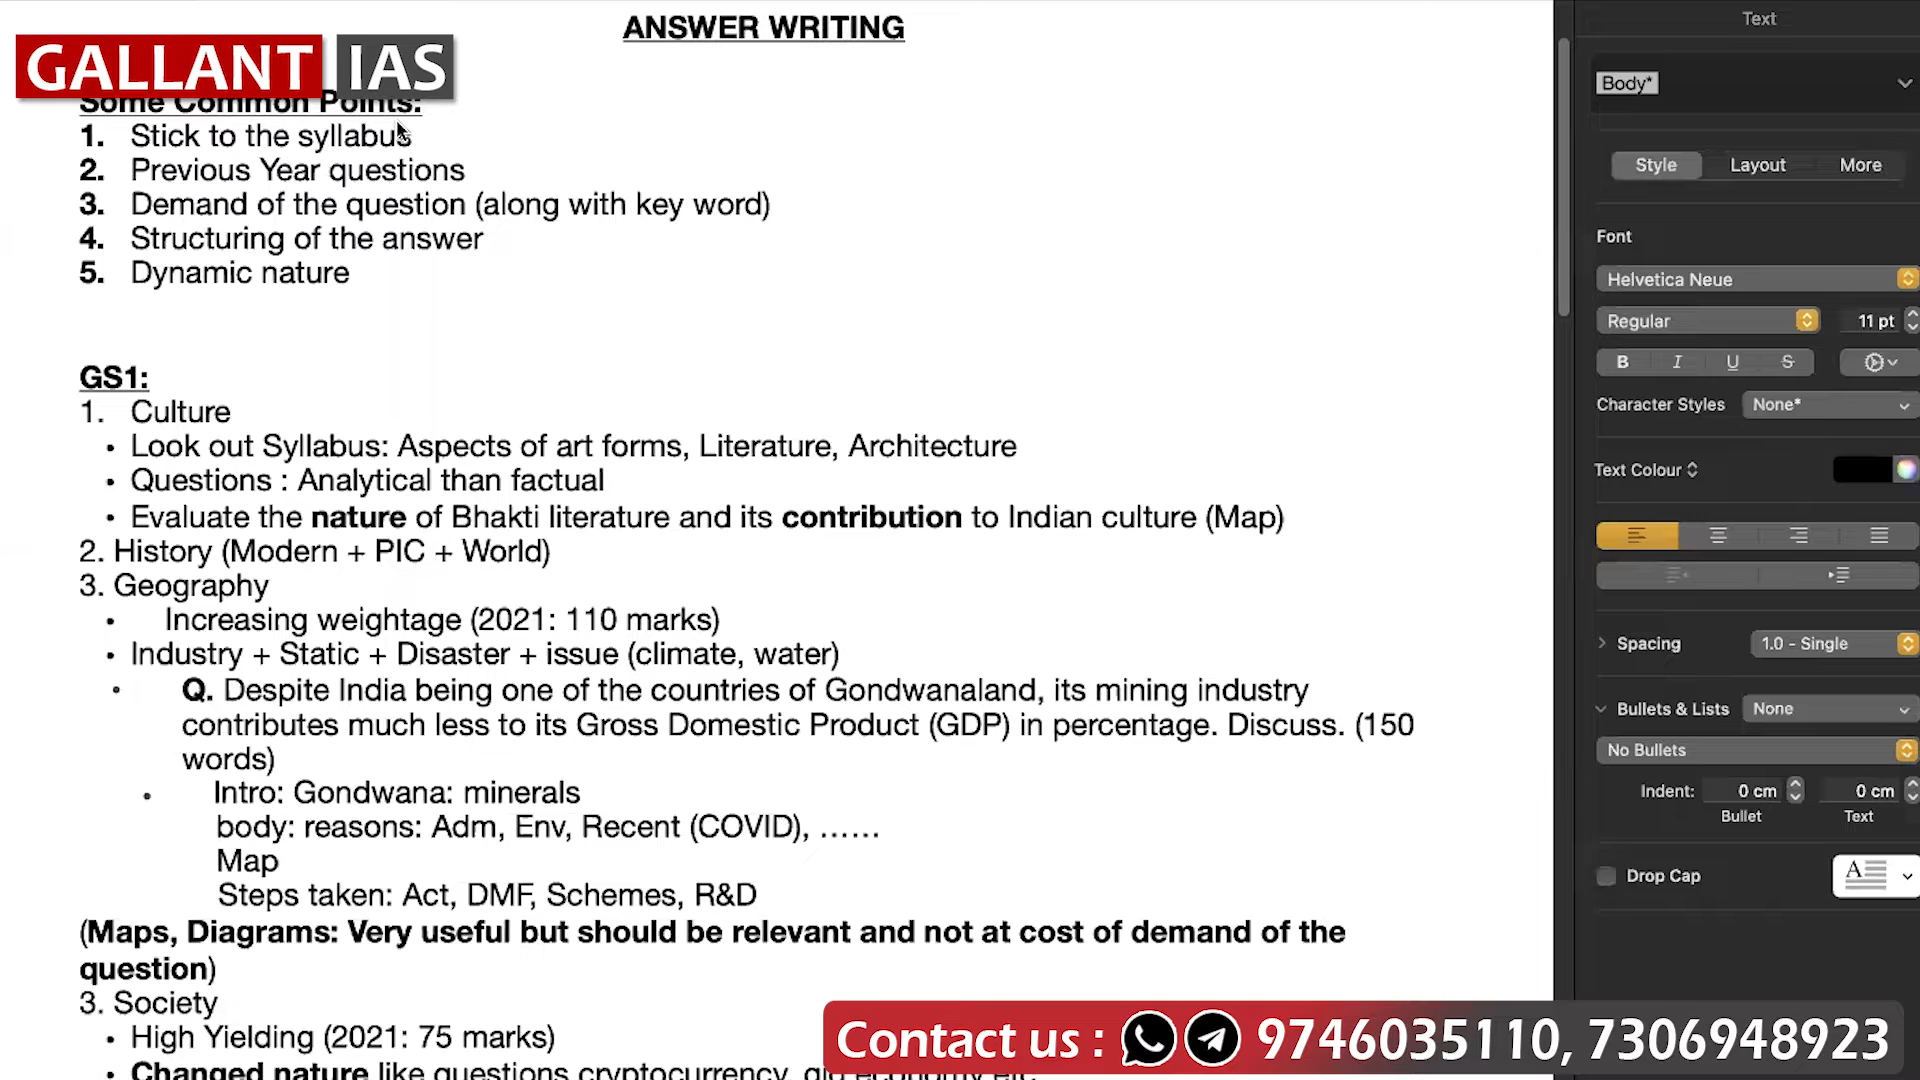 ANSWER WRITING
GALLANT IAS
Some Common Points:
1. Stick to the syllabus
2. Previous Year questions
3. Demand of the question (along with key word)
4. Structuring of the answer
5. Dynamic nature
GS1:
1. Culture
• Look out Syllabus: Aspects of art forms, Literature, Architecture
• Questions : Analytical than factual
• Evaluate the nature of Bhakti literature and its contribution to Indian culture (Map)
2. History (Modern + PIC + World)
3. Geography
• Increasing weightage (2021: 110 marks)
• Industry + Static + Disaster + issue (climate, water)
• Q. Despite India being one of the countries of Gondwanaland, its mining industry
contributes much less to its Gross Domestic Product (GDP) in percentage. Discuss. (150
words)
• Intro: Gondwana: minerals
body: reasons: Adm, Env, Recent (COVID), ……
Map
Steps taken: Act, DMF, Schemes, R&D
(Maps, Diagrams: Very useful but should be relevant and not at cost of demand of the
question)
3. Society
• High Yielding (2021: 75 marks)
• Changed nature like questions cryptocurrency, gig economy etc
Contact us : 9746035110, 7306948923
Text
Body*
Style Layout More
Font
Helvetica Neue
Regular 11 pt
B I U S
Character Styles None*
Text Colour
Spacing 1.0 - Single
Bullets & Lists None
No Bullets
Indent: 0 cm 0 cm
Bullet Text
Drop Cap A